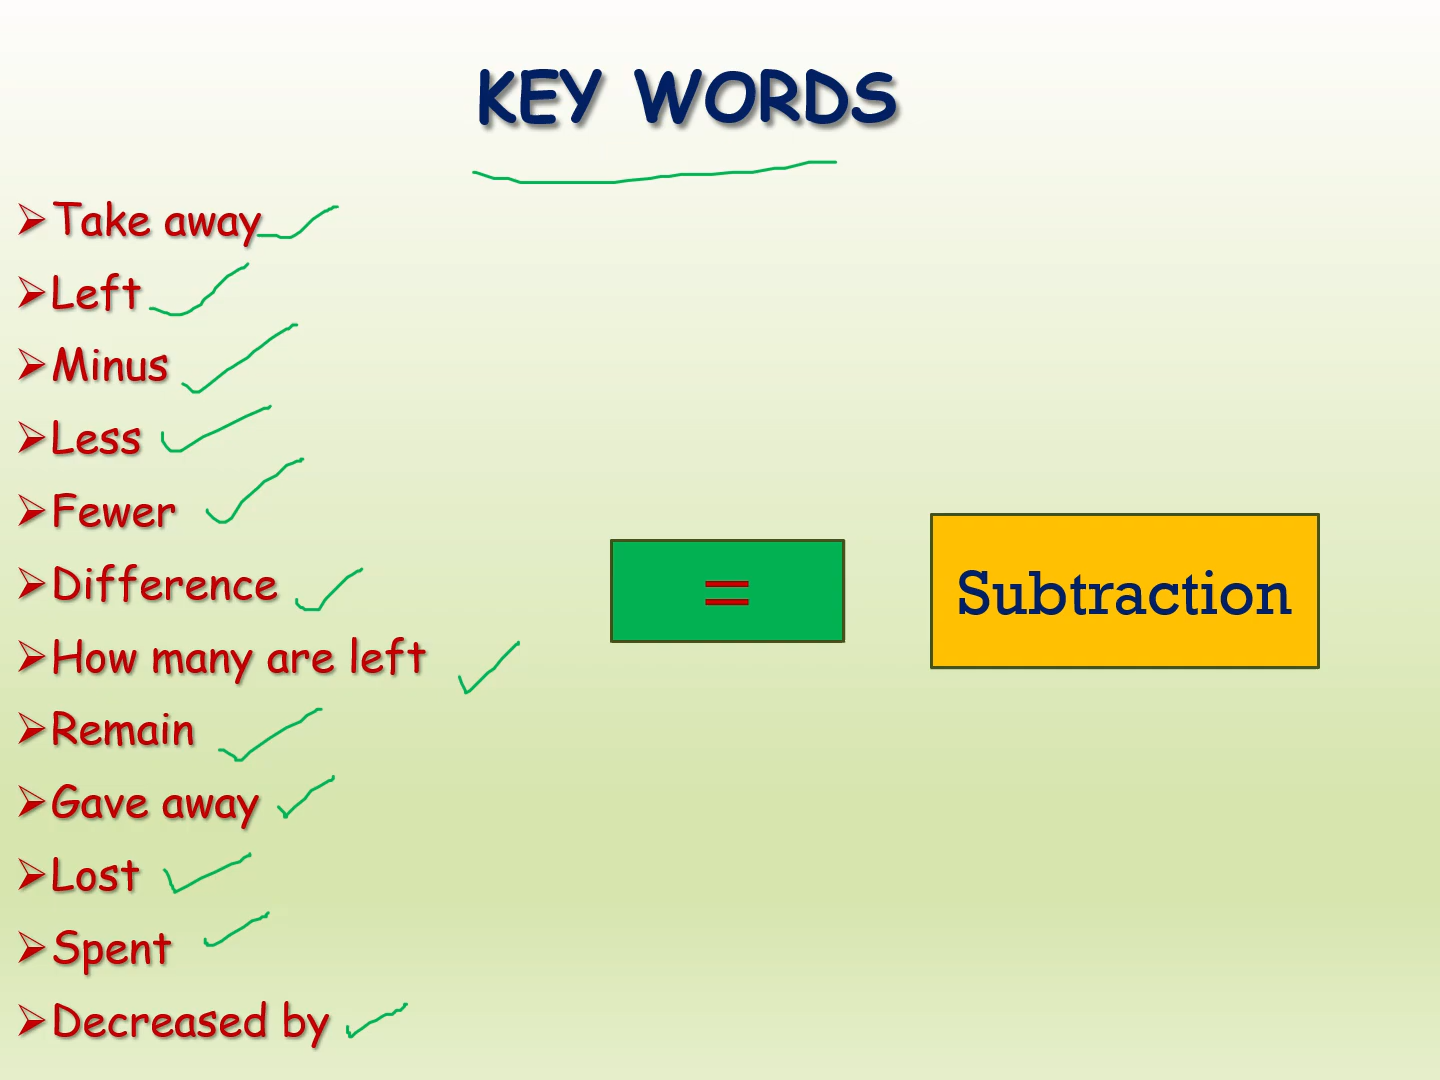 KEY WORDS
➢Take away
➢Left
➢Minus
➢Less
➢Fewer
➢Difference
➢How many are left
➢Remain
➢Gave away
➢Lost
➢Spent
➢Decreased by
=
Subtraction